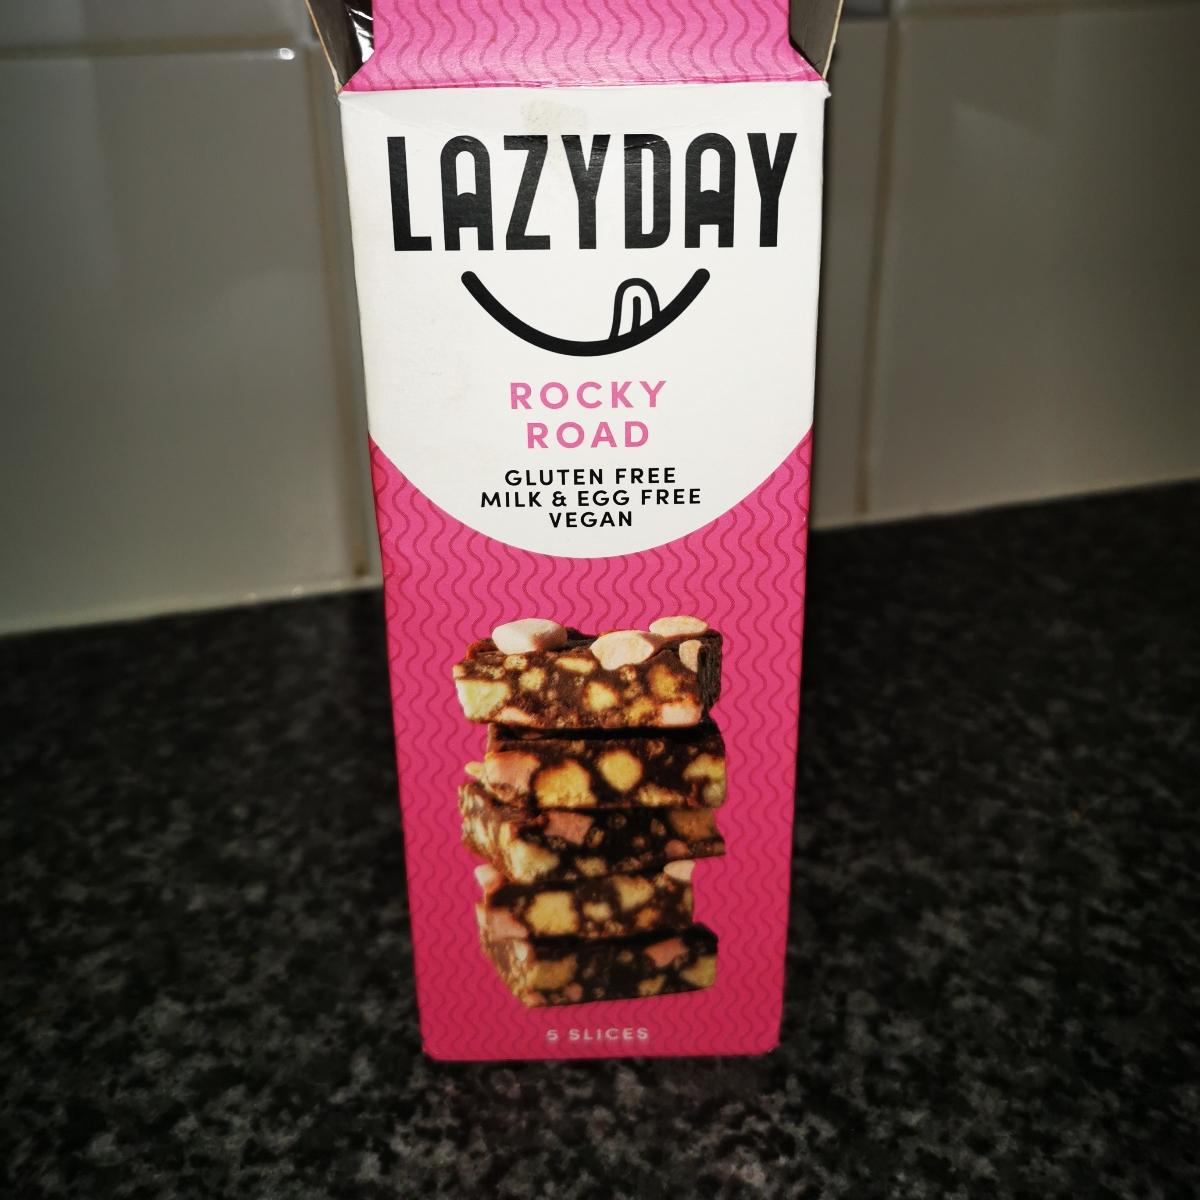 LAZYDAY
ROCKY
ROAD
GLUTEN FREE
MILK & EGG FREE
VEGAN
5 SLICES